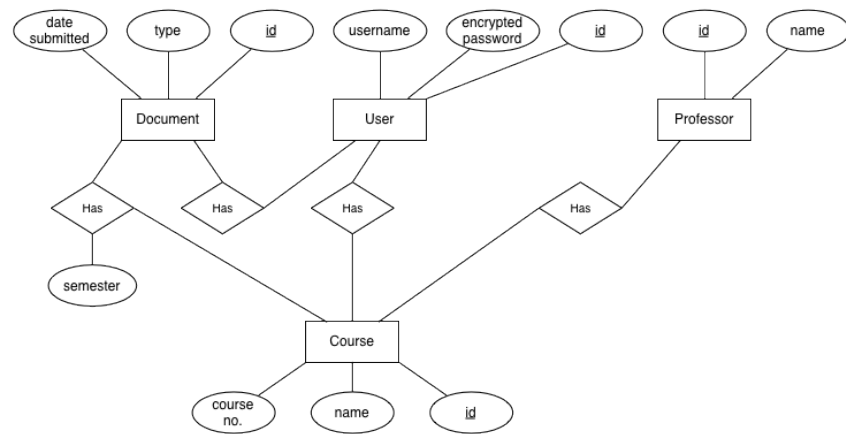 date
submitted
type
id
username
encrypted
password
id
id
name
Document
User
Professor
Has
Has
Has
Has
semester
Course
course
no.
name
id